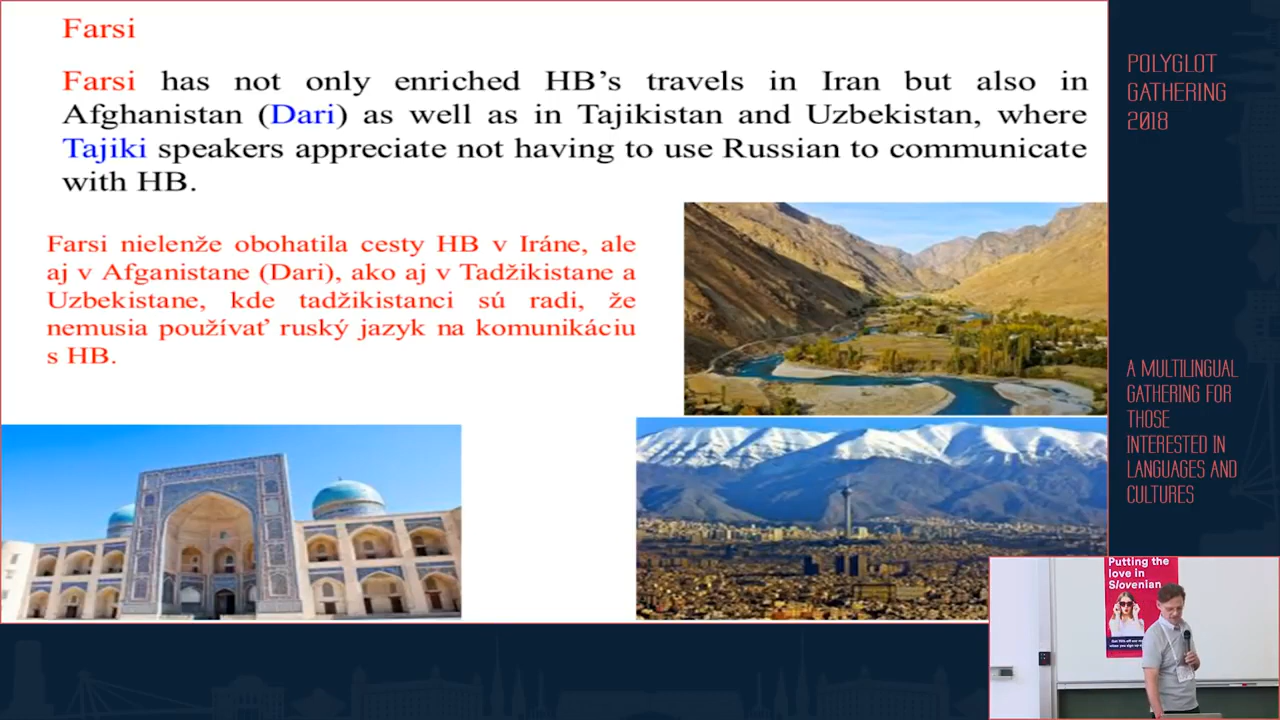 Farsi
Farsi has not only enriched HB's travels in Iran but also in
Afghanistan (Dari) as well as in Tajikistan and Uzbekistan, where
Tajiki speakers appreciate not having to use Russian to communicate
with HB.
Farsi nielenže obohatila cesty HB v Iráne, ale
aj v Afganistane (Dari), ako aj v Tadžikistane a
Uzbekistane, kde tadžikistanci sú radi, že
nemusia používať ruský jazyk na komunikáciu
s HB.
POLYGLOT
GATHERING
2018
A MULTILINGUAL
GATHERING FOR
THOSE
INTERESTED IN
LANGUAGES AND
CULTURES
Putting the
love in
Slovenian